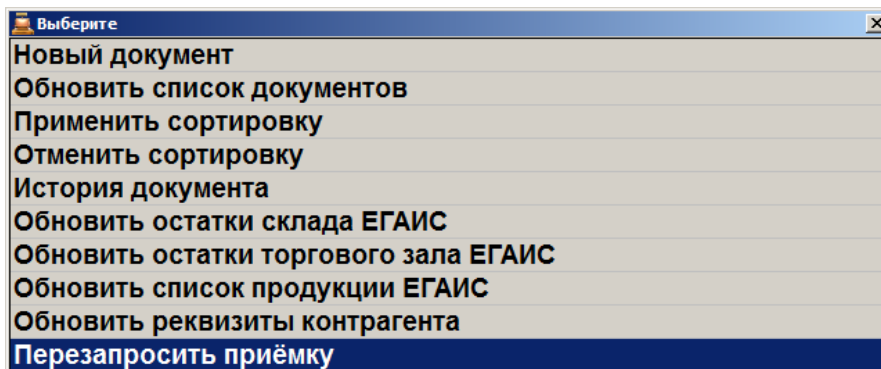 Выберите
Новый документ
Обновить список документов
Применить сортировку
Отменить сортировку
История документа
Обновить остатки склада ЕГАИС
Обновить остатки торгового зала ЕГАИС
Обновить список продукции ЕГАИС
Обновить реквизиты контрагента
Перезапросить приёмку